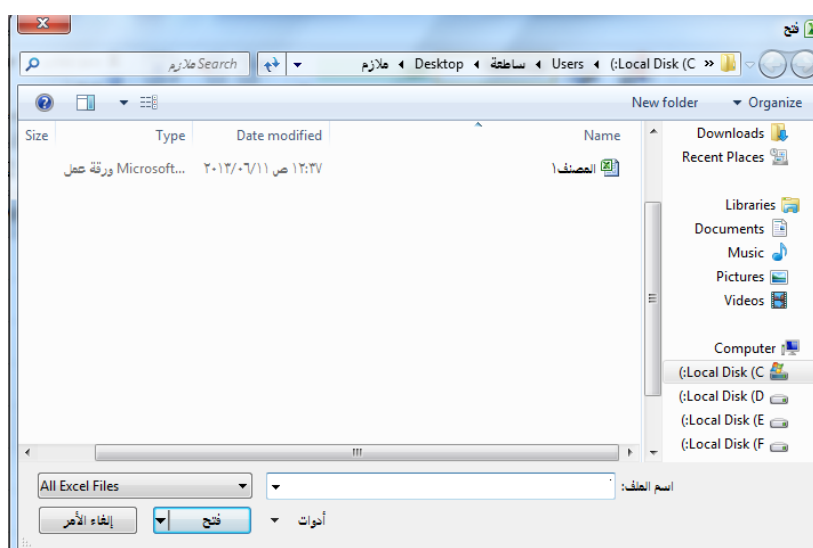 فتح
Local Disk (C:) ◂ Users ◂ ساطعة ◂ Desktop ◂ ملازم
Search ملازم
Organize ▾ New folder
Name Date modified Type Size
المصنف١ ٢٠١٣/٠٦/١١ ١٢:٣٧ ص ورقة عمل Microsoft...
Downloads
Recent Places
Libraries
Documents
Music
Pictures
Videos
Computer
Local Disk (C:)
Local Disk (D:)
Local Disk (E:)
Local Disk (F:)
اسم الملف:
All Excel Files
أدوات
فتح
إلغاء الأمر